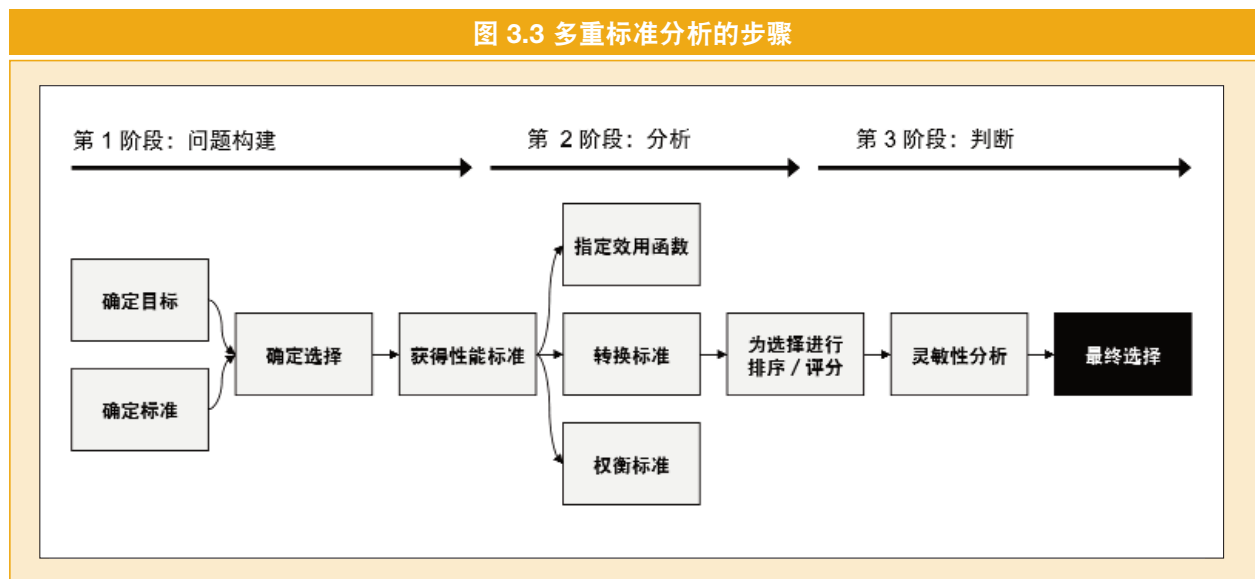 图 3.3 多重标准分析的步骤
第 1 阶段：问题构建
第 2 阶段：分析
第 3 阶段：判断
确定目标
确定标准
确定选择
获得性能标准
指定效用函数
转换标准
权衡标准
为选择进行
排序 / 评分
灵敏性分析
最终选择